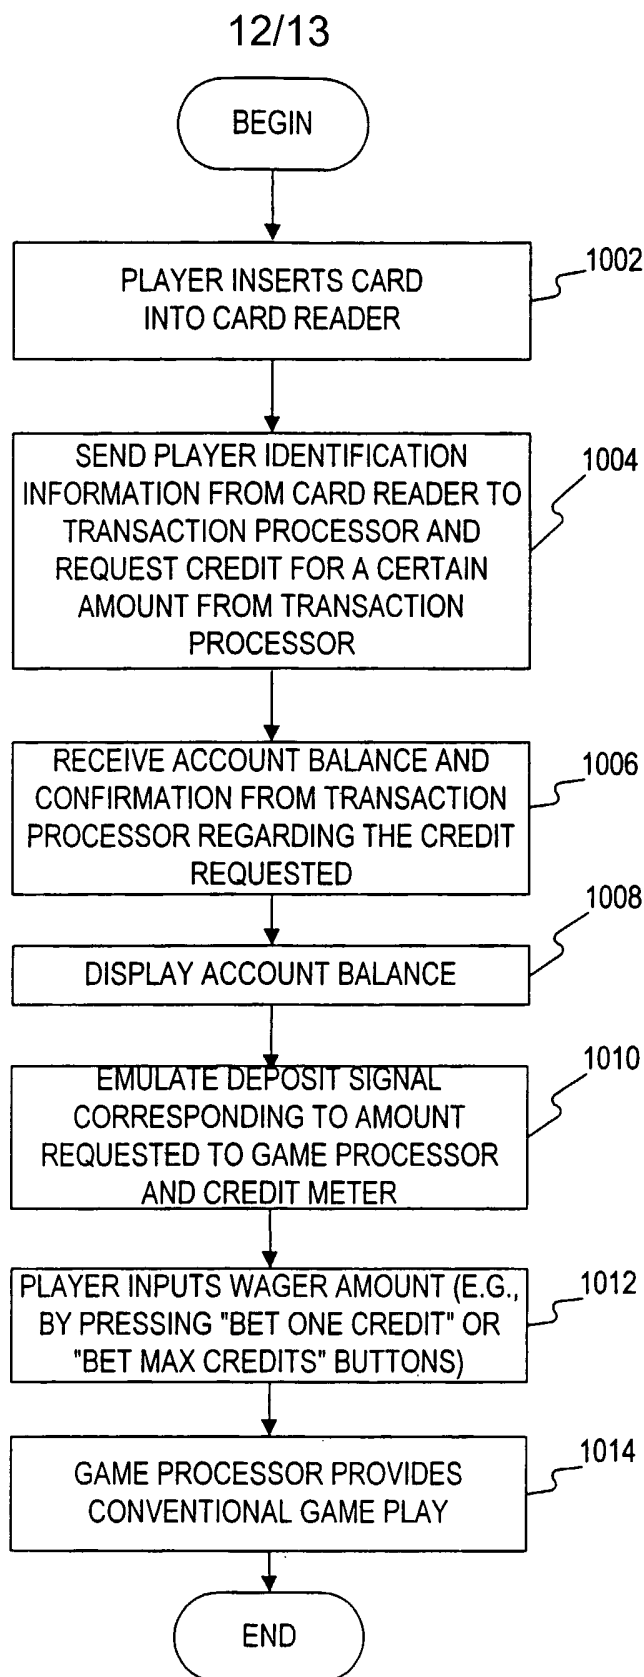 12/13
BEGIN
PLAYER INSERTS CARD
INTO CARD READER
1002
SEND PLAYER IDENTIFICATION
INFORMATION FROM CARD READER TO
TRANSACTION PROCESSOR AND
REQUEST CREDIT FOR A CERTAIN
AMOUNT FROM TRANSACTION
PROCESSOR
1004
RECEIVE ACCOUNT BALANCE AND
CONFIRMATION FROM TRANSACTION
PROCESSOR REGARDING THE CREDIT
REQUESTED
1006
DISPLAY ACCOUNT BALANCE
1008
EMULATE DEPOSIT SIGNAL
CORRESPONDING TO AMOUNT
REQUESTED TO GAME PROCESSOR
AND CREDIT METER
1010
PLAYER INPUTS WAGER AMOUNT (E.G.,
BY PRESSING "BET ONE CREDIT" OR
"BET MAX CREDITS" BUTTONS)
1012
GAME PROCESSOR PROVIDES
CONVENTIONAL GAME PLAY
1014
END